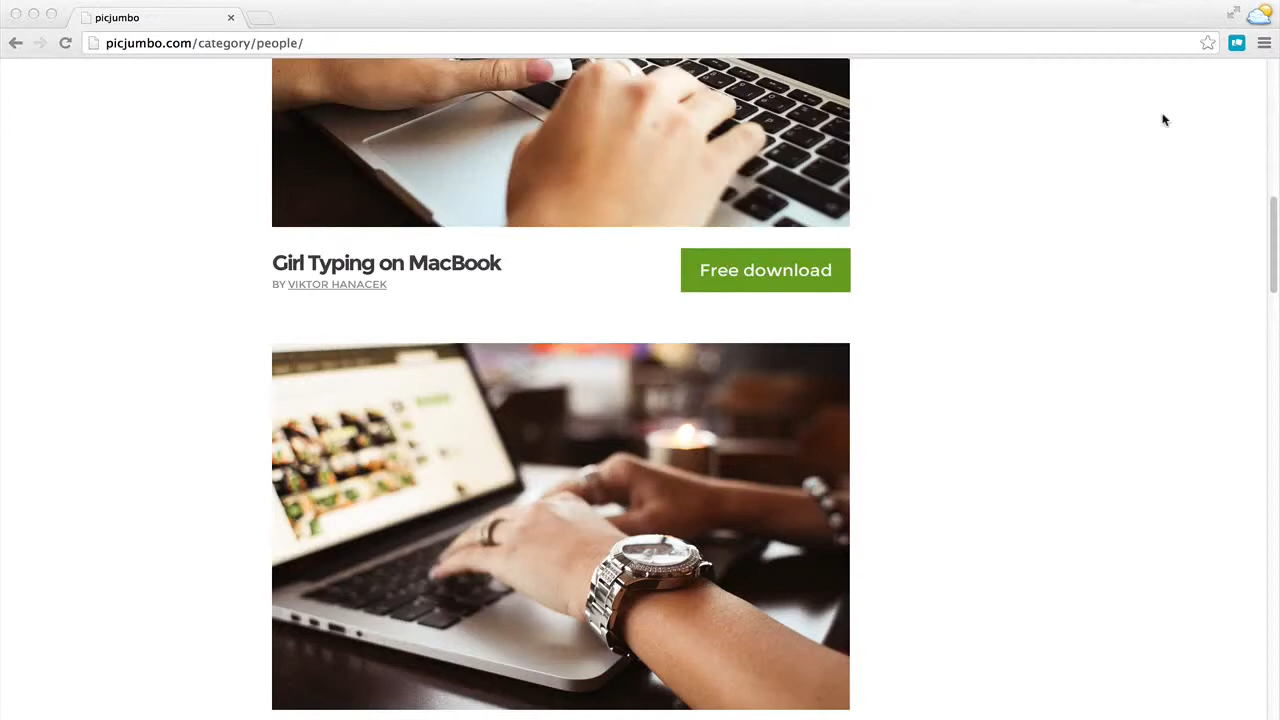 picjumbo
picjumbo.com/category/people/
Girl Typing on MacBook
BY VIKTOR HANACEK
Free download